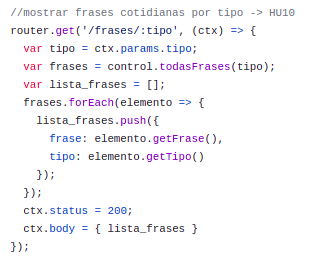 //mostrar frases cotidianas por tipo -> HU10
router.get('/frases/:tipo', (ctx) => {
  var tipo = ctx.params.tipo;
  var frases = control.todasFrases(tipo);
  var lista_frases = [];
  frases.forEach(elemento => {
    lista_frases.push({
      frase: elemento.getFrase(),
      tipo: elemento.getTipo()
    });
  });
  ctx.status = 200;
  ctx.body = { lista_frases }
});